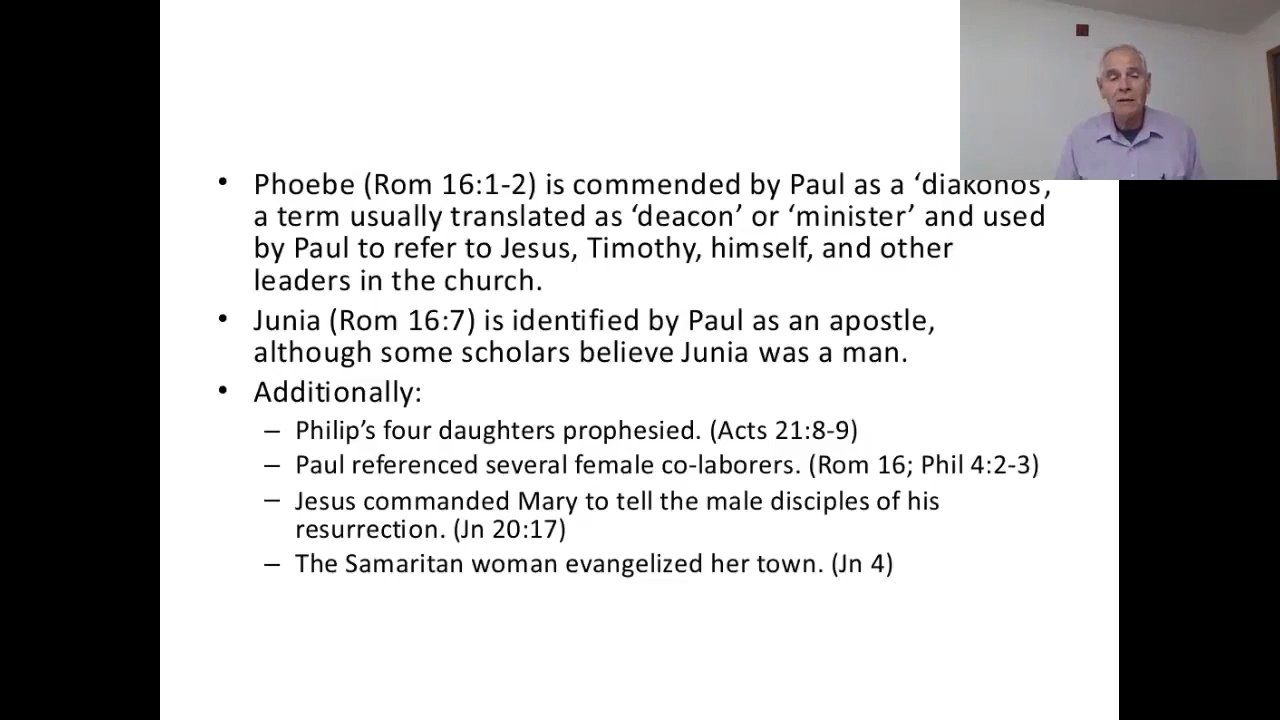 • Phoebe (Rom 16:1-2) is commended by Paul as a ‘diakonos’,
a term usually translated as ‘deacon’ or ‘minister’ and used
by Paul to refer to Jesus, Timothy, himself, and other
leaders in the church.
• Junia (Rom 16:7) is identified by Paul as an apostle,
although some scholars believe Junia was a man.
• Additionally:
– Philip’s four daughters prophesied. (Acts 21:8-9)
– Paul referenced several female co-laborers. (Rom 16; Phil 4:2-3)
– Jesus commanded Mary to tell the male disciples of his
resurrection. (Jn 20:17)
– The Samaritan woman evangelized her town. (Jn 4)